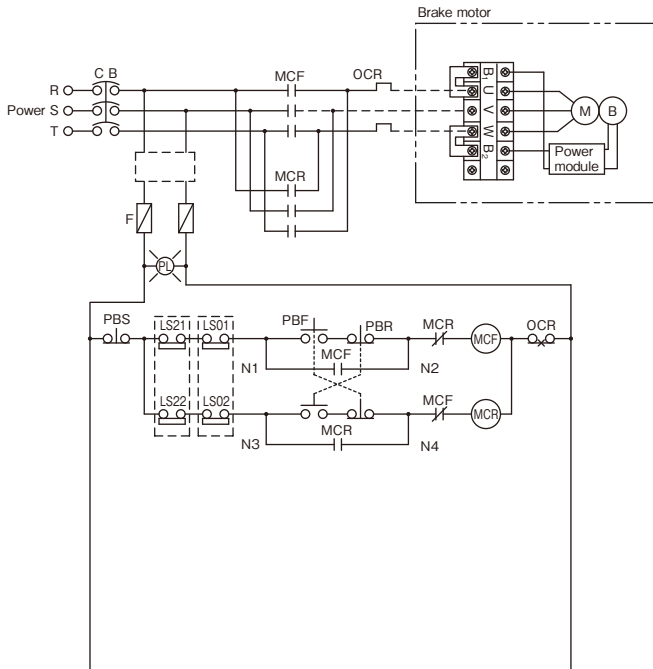 Brake motor
C B
MCF
OCR
R
Power S
T
B1
U
V
W
B2
M
B
Power
module
MCR
F
PL
PBS
LS21
LS01
PBF
PBR
MCR
MCF
OCR
N1
MCF
N2
LS22
LS02
MCF
MCR
N3
MCR
N4